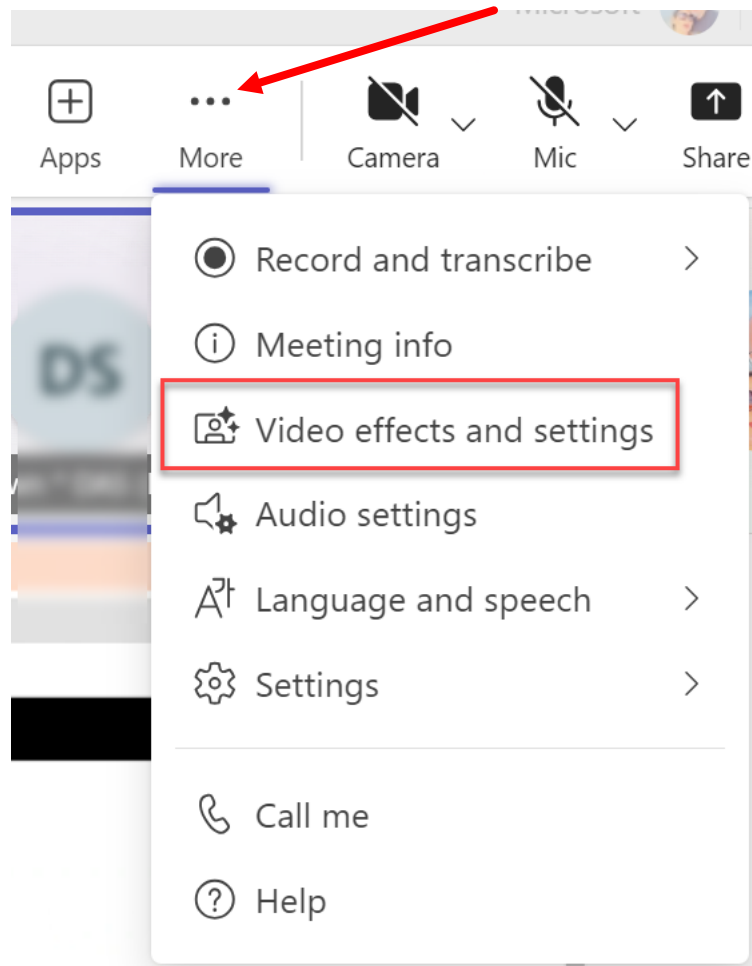 Microsoft
Apps
More
Camera
Mic
Share
Record and transcribe
Meeting info
DS
Video effects and settings
Audio settings
Language and speech
Settings
Call me
Help